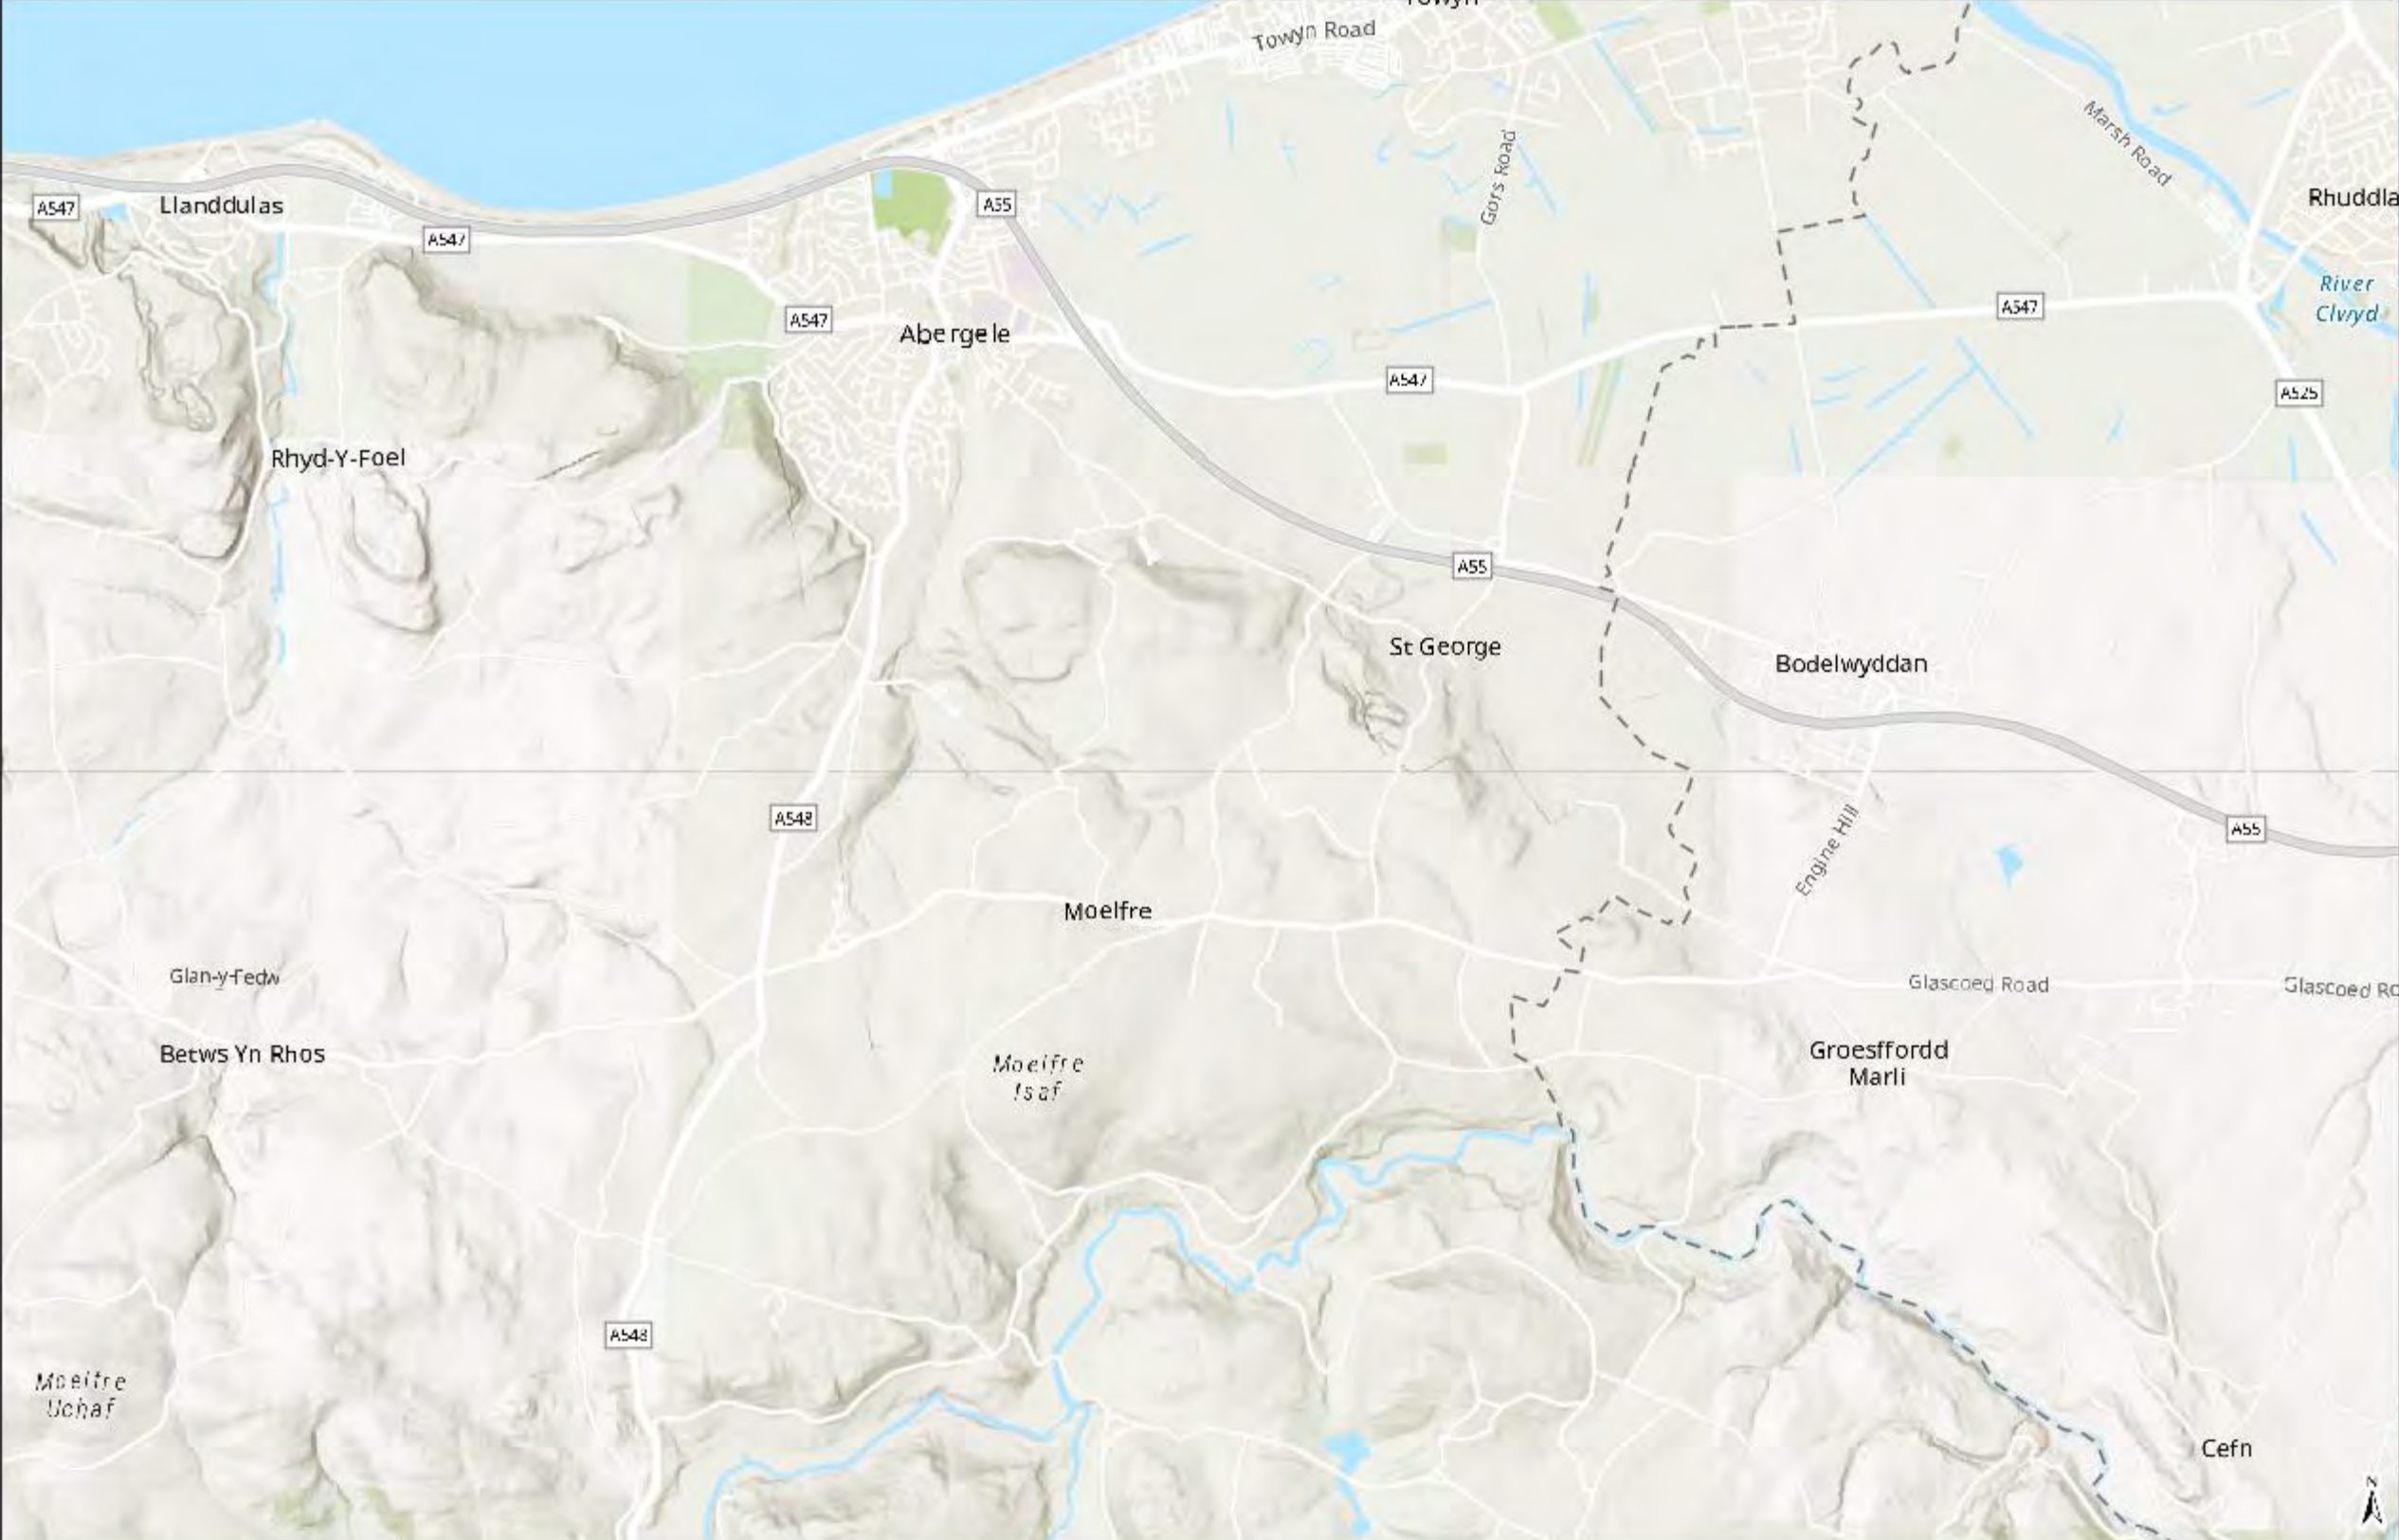 Towyn
Towyn Road
Marsh Road
Gors Road
A547
Llanddulas
A55
Rhuddla
A547
River
Clwyd
A547
A547
Abergele
A547
A525
Rhyd-Y-Foel
A55
St George
Bodelwyddan
A548
A55
Engine Hill
Moelfre
Glan-y-Fedw
Glascoed Road
Glascoed Ro
Betws Yn Rhos
Groesffordd
Marli
Moelfre
Isaf
A548
Moelfre
Uchaf
Cefn
N